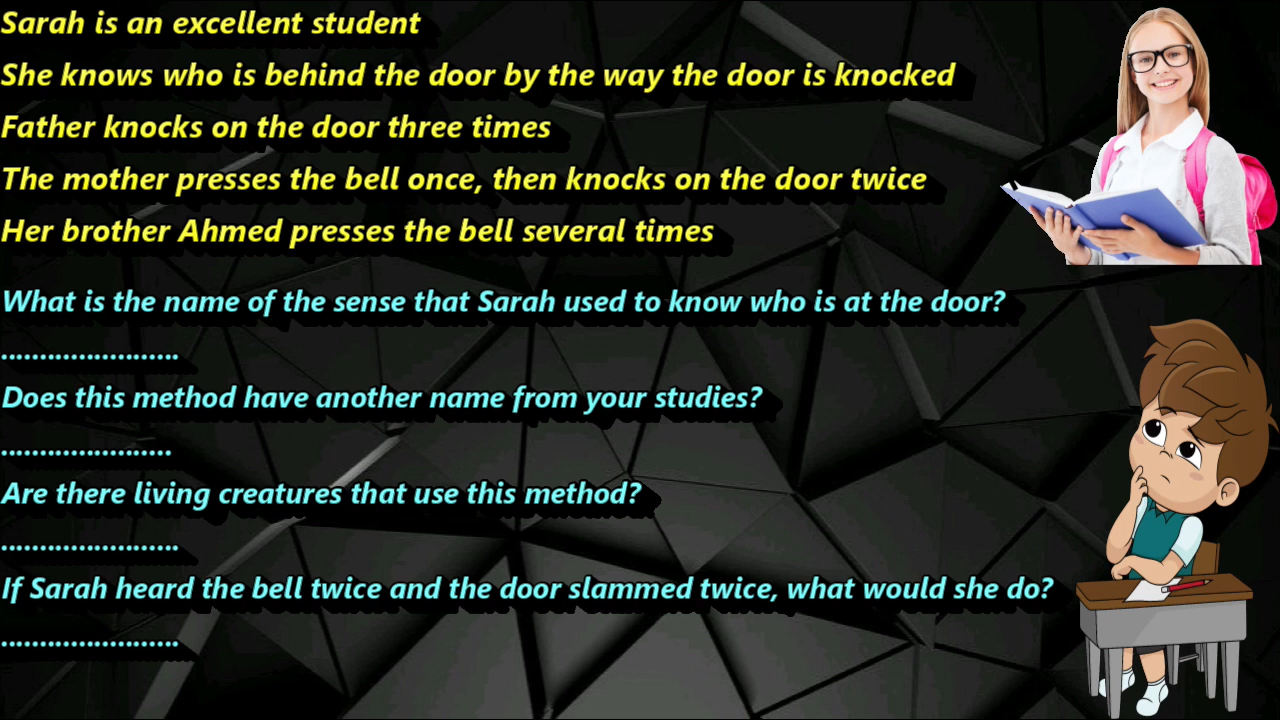 Sarah is an excellent student
She knows who is behind the door by the way the door is knocked
Father knocks on the door three times
The mother presses the bell once, then knocks on the door twice
Her brother Ahmed presses the bell several times
What is the name of the sense that Sarah used to know who is at the door?
.......................
Does this method have another name from your studies?
......................
Are there living creatures that use this method?
.......................
If Sarah heard the bell twice and the door slammed twice, what would she do?
.......................